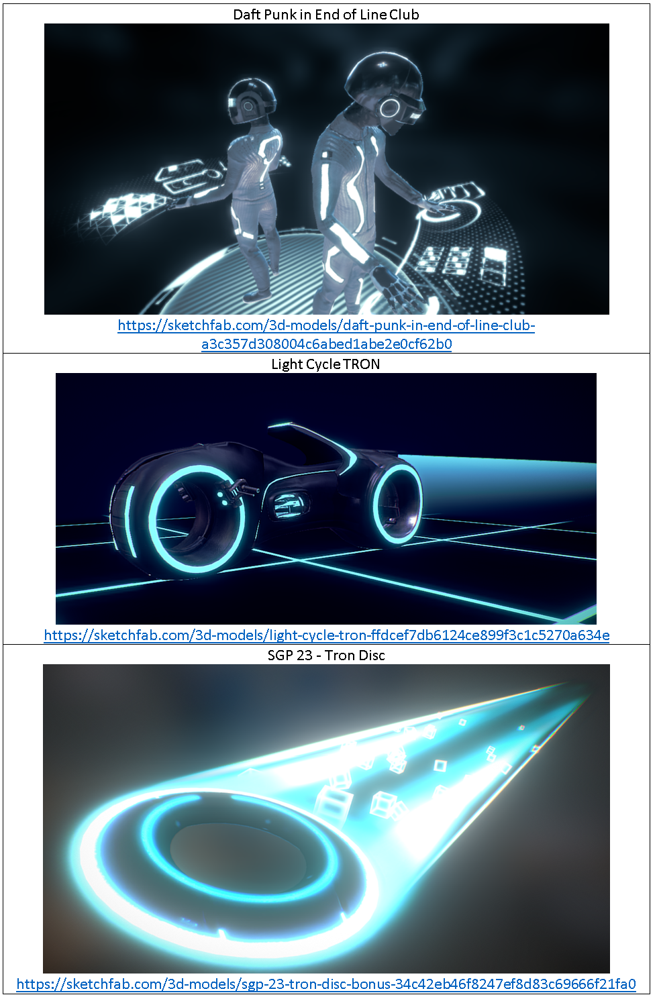 Daft Punk in End of Line Club
https://sketchfab.com/3d-models/daft-punk-in-end-of-line-club-
a3c357d308004c6abed1abe2e0cf62b0
Light Cycle TRON
https://sketchfab.com/3d-models/light-cycle-tron-ffdcef7db6124ce899f3c1c5270a634e
SGP 23 - Tron Disc
https://sketchfab.com/3d-models/sgp-23-tron-disc-bonus-34c42eb46f8247ef8d83c69666f21fa0